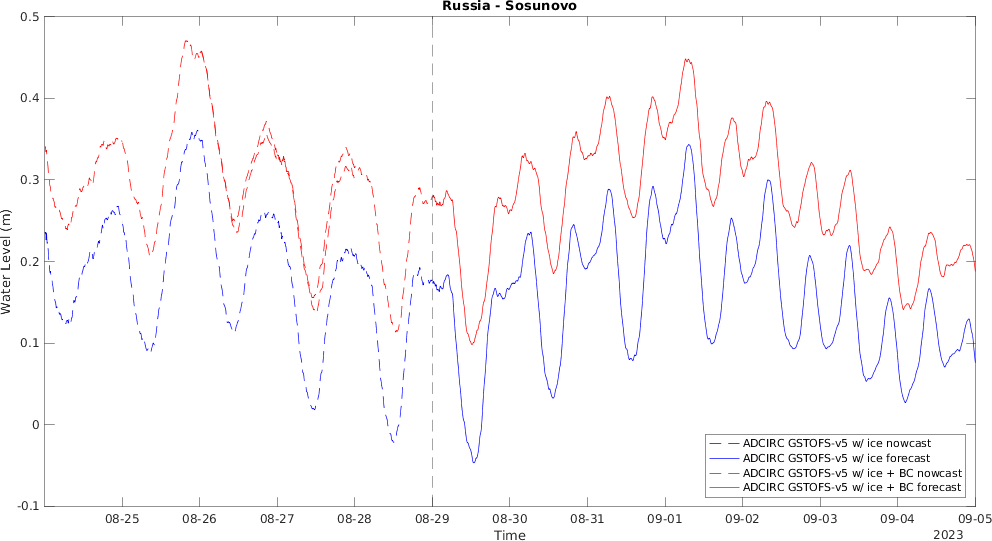 Russia - Sosunovo
0.5
0.4
0.3
0.2
0.1
0
-0.1
Water Level (m)
08-25 08-26 08-27 08-28 08-29 08-30 08-31 09-01 09-02 09-03 09-04 09-05
Time
2023
ADCIRC GSTOFS-v5 w/ ice nowcast
ADCIRC GSTOFS-v5 w/ ice forecast
ADCIRC GSTOFS-v5 w/ ice + BC nowcast
ADCIRC GSTOFS-v5 w/ ice + BC forecast